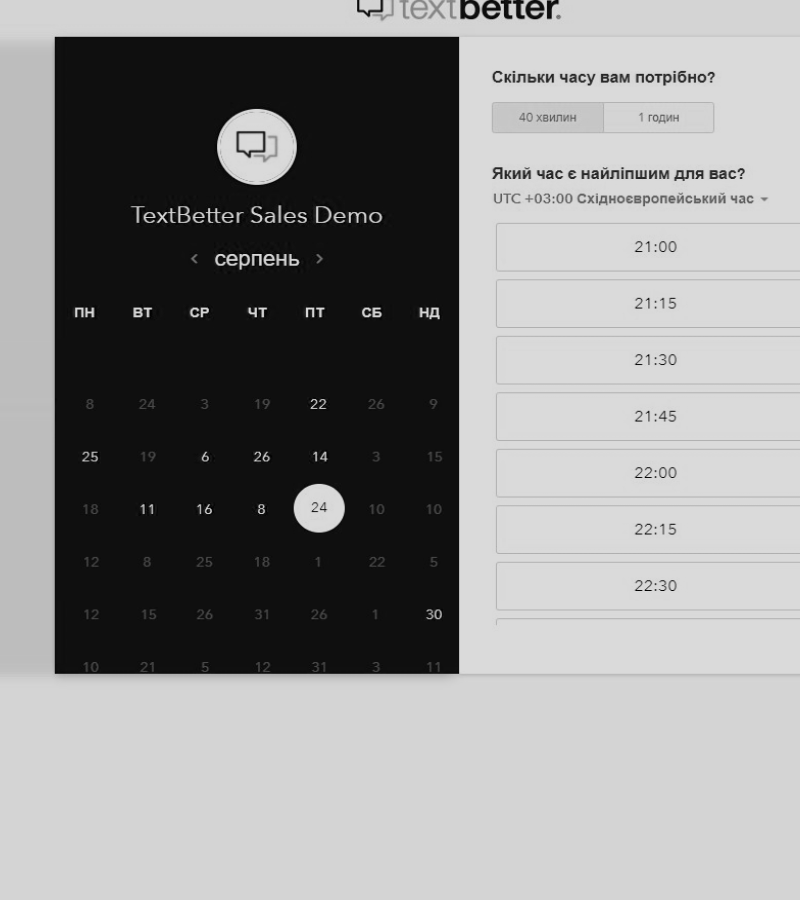 textbetter.
TextBetter Sales Demo
серпень
ПН ВТ СР ЧТ ПТ СБ НД
8 24 3 19 22 26 9
25 19 6 26 14 3 15
18 11 16 8 24 10 10
12 8 25 18 1 22 5
12 15 26 31 26 1 30
10 21 5 12 31 3 11
Скільки часу вам потрібно?
40 хвилин 1 годин
Який час є найліпшим для вас?
UTC +03:00 Східноєвропейський час
21:00
21:15
21:30
21:45
22:00
22:15
22:30